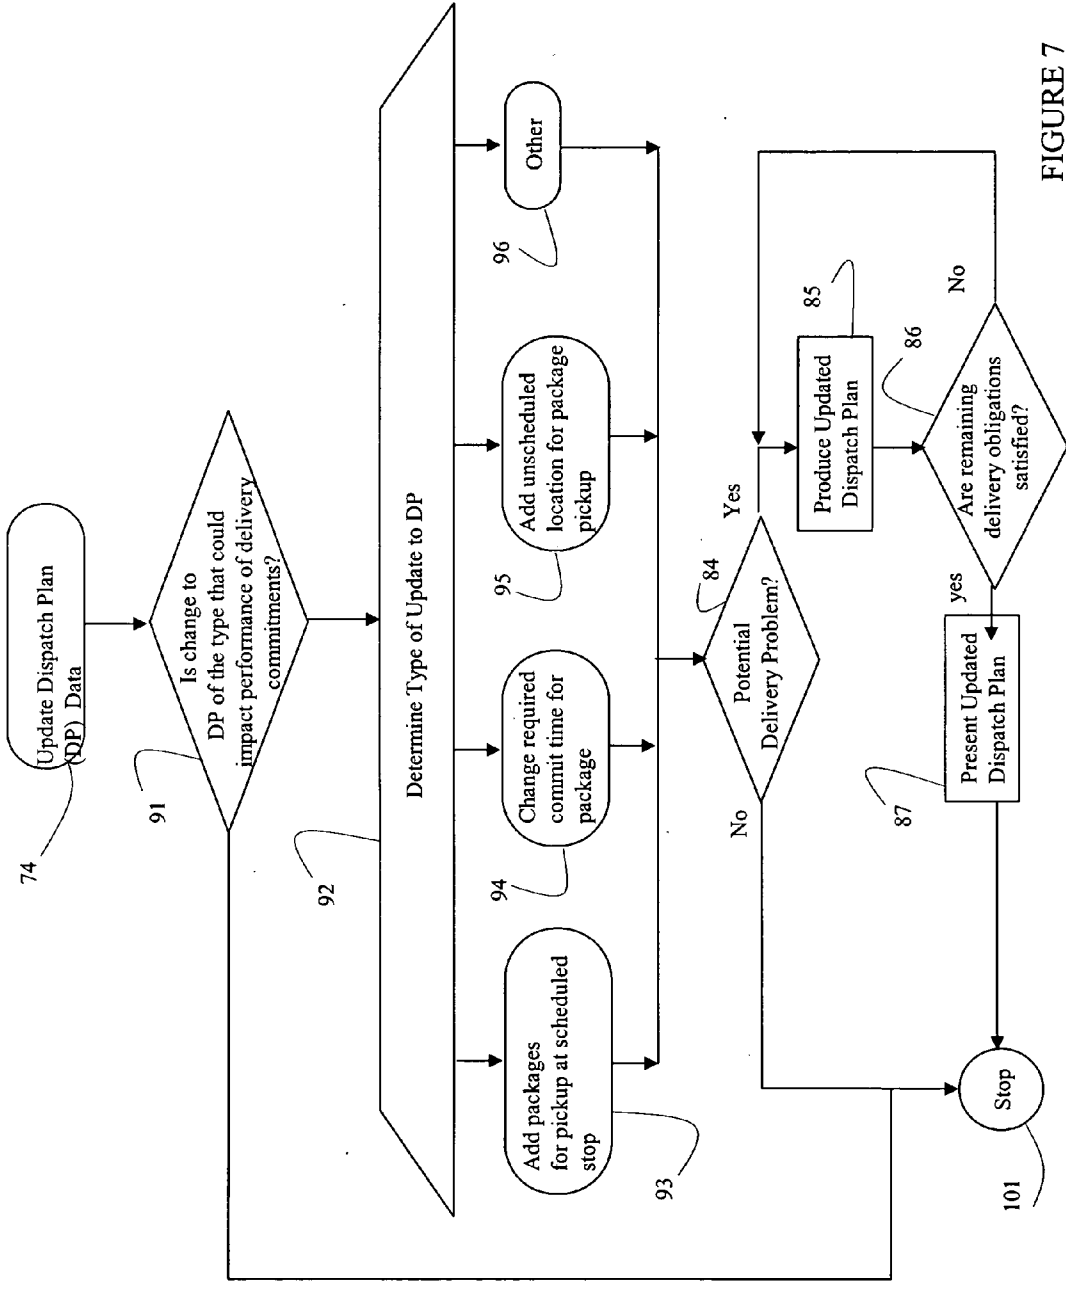 Update Dispatch Plan
(DP) Data
74
Is change to
DP of the type that could
impact performance of delivery
commitments?
91
Determine Type of Update to DP
92
Add packages
for pickup at scheduled
stop
93
Change required
commit time for
package
94
Add unscheduled
location for package
pickup
95
Other
96
Potential
Delivery Problem?
84
No
Yes
Produce Updated
Dispatch Plan
85
Are remaining
delivery obligations
satisfied?
86
No
yes
Present Updated
Dispatch Plan
87
Stop
101
FIGURE 7